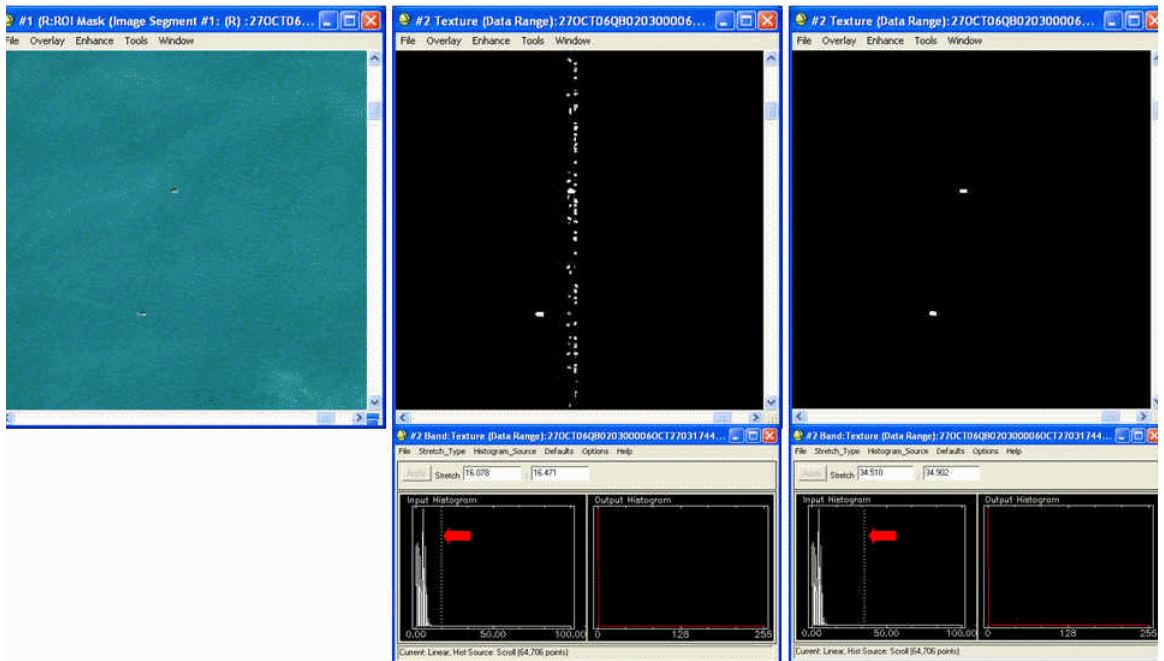 #1 (R:ROI Mask (Image Segment #1: (R) :27OCT06...
File Overlay Enhance Tools Window
#2 Texture (Data Range):27OCT06QB020300006...
File Overlay Enhance Tools Window
#2 Texture (Data Range):27OCT06QB020300006...
File Overlay Enhance Tools Window
#2 Band:Texture (Data Range):27OCT06QB020300006OCT27031744...
File Stretch_Type Histogram_Source Defaults Options Help
Apply Stretch 16.078 : 16.471
Input Histogram
Output Histogram
0.00 50.00 100.00
0 128 255
Current: Linear, Hist Source: Scroll (64,706 points)
#2 Band:Texture (Data Range):27OCT06QB020300006OCT27031744...
File Stretch_Type Histogram_Source Defaults Options Help
Apply Stretch 34.510 : 34.902
Input Histogram
Output Histogram
0.00 50.00 100.00
0 128 255
Current: Linear, Hist Source: Scroll (64,706 points)